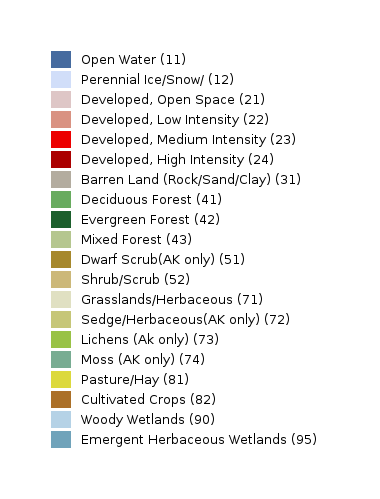 Open Water (11)
Perennial Ice/Snow/ (12)
Developed, Open Space (21)
Developed, Low Intensity (22)
Developed, Medium Intensity (23)
Developed, High Intensity (24)
Barren Land (Rock/Sand/Clay) (31)
Deciduous Forest (41)
Evergreen Forest (42)
Mixed Forest (43)
Dwarf Scrub(AK only) (51)
Shrub/Scrub (52)
Grasslands/Herbaceous (71)
Sedge/Herbaceous(AK only) (72)
Lichens (Ak only) (73)
Moss (AK only) (74)
Pasture/Hay (81)
Cultivated Crops (82)
Woody Wetlands (90)
Emergent Herbaceous Wetlands (95)